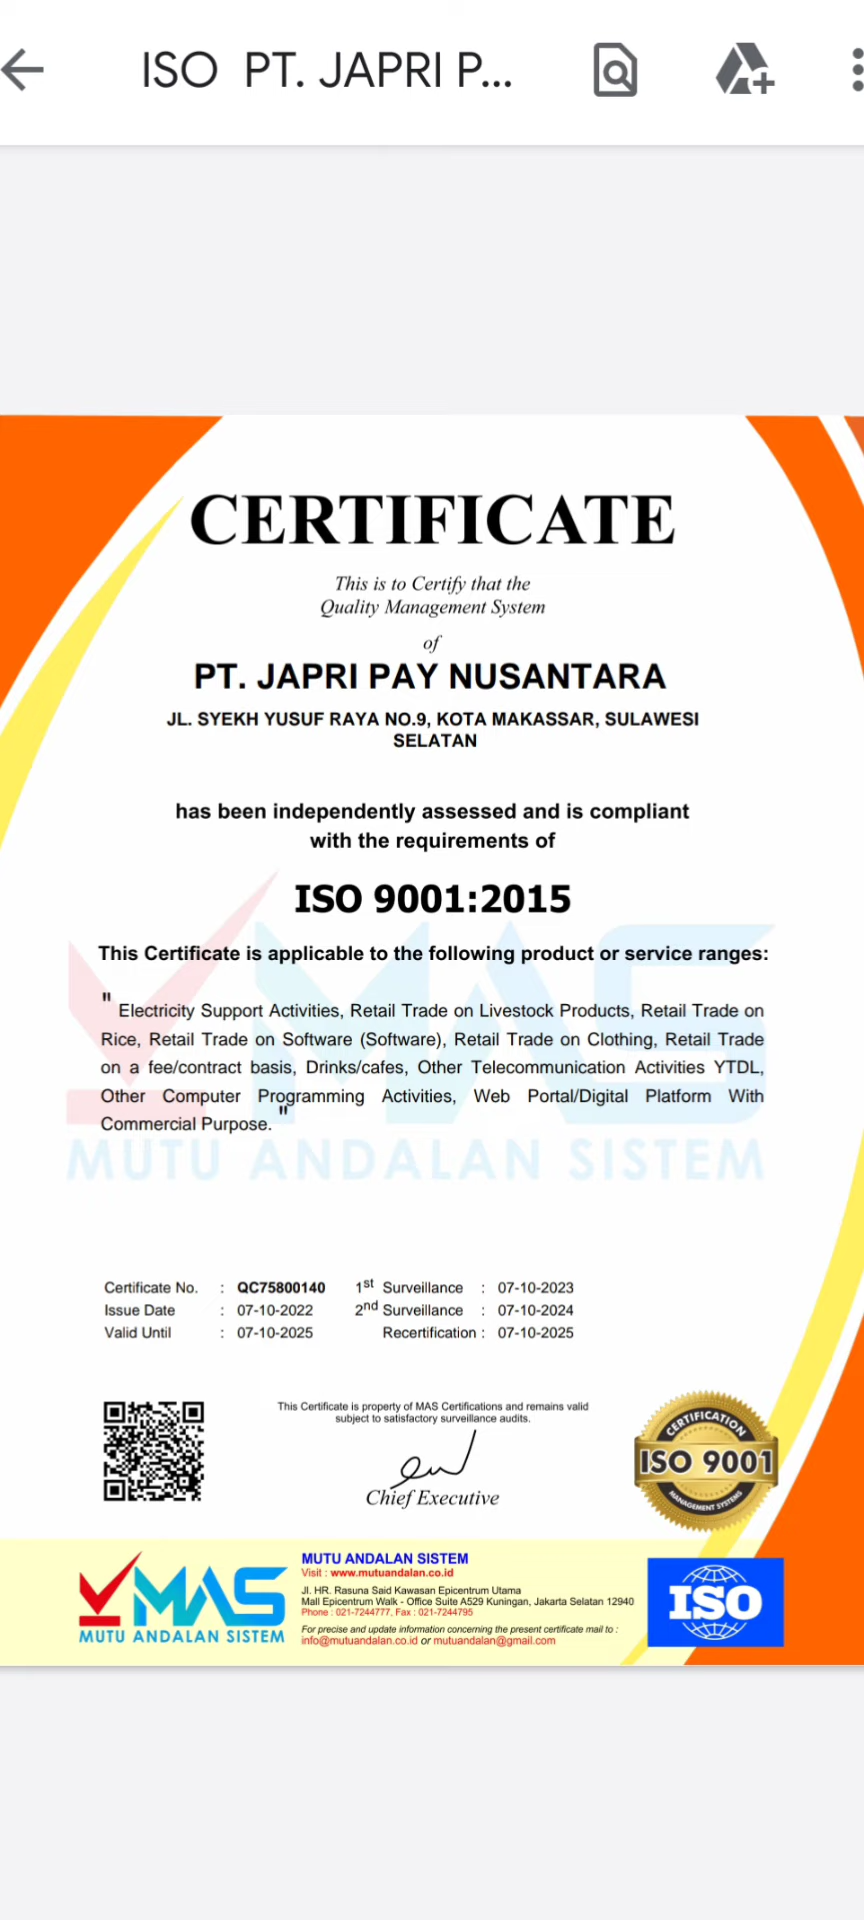 ISO PT. JAPRI P...
CERTIFICATE
This is to Certify that the
Quality Management System
of
PT. JAPRI PAY NUSANTARA
JL. SYEKH YUSUF RAYA NO.9, KOTA MAKASSAR, SULAWESI
SELATAN
has been independently assessed and is compliant
with the requirements of
ISO 9001:2015
This Certificate is applicable to the following product or service ranges:
" Electricity Support Activities, Retail Trade on Livestock Products, Retail Trade on
Rice, Retail Trade on Software (Software), Retail Trade on Clothing, Retail Trade
on a fee/contract basis, Drinks/cafes, Other Telecommunication Activities YTDL,
Other Computer Programming Activities, Web Portal/Digital Platform With
Commercial Purpose. "
MAS
MUTU ANDALAN SISTEM
Certificate No. : QC75800140 1st Surveillance : 07-10-2023
Issue Date : 07-10-2022 2nd Surveillance : 07-10-2024
Valid Until : 07-10-2025 Recertification : 07-10-2025
This Certificate is property of MAS Certifications and remains valid
subject to satisfactory surveillance audits.
Chief Executive
CERTIFICATION
ISO 9001
MANAGEMENT SYSTEMS
MAS
MUTU ANDALAN SISTEM
MUTU ANDALAN SISTEM
Visit : www.mutuandalan.co.id
Jl. HR. Rasuna Said Kawasan Epicentrum Utama
Mall Epicentrum Walk - Office Suite A529 Kuningan, Jakarta Selatan 12940
Phone : 021-7244777, Fax : 021-7244795
For precise and update information concerning the present certificate mail to :
info@mutuandalan.co.id or mutuandalan@gmail.com
ISO